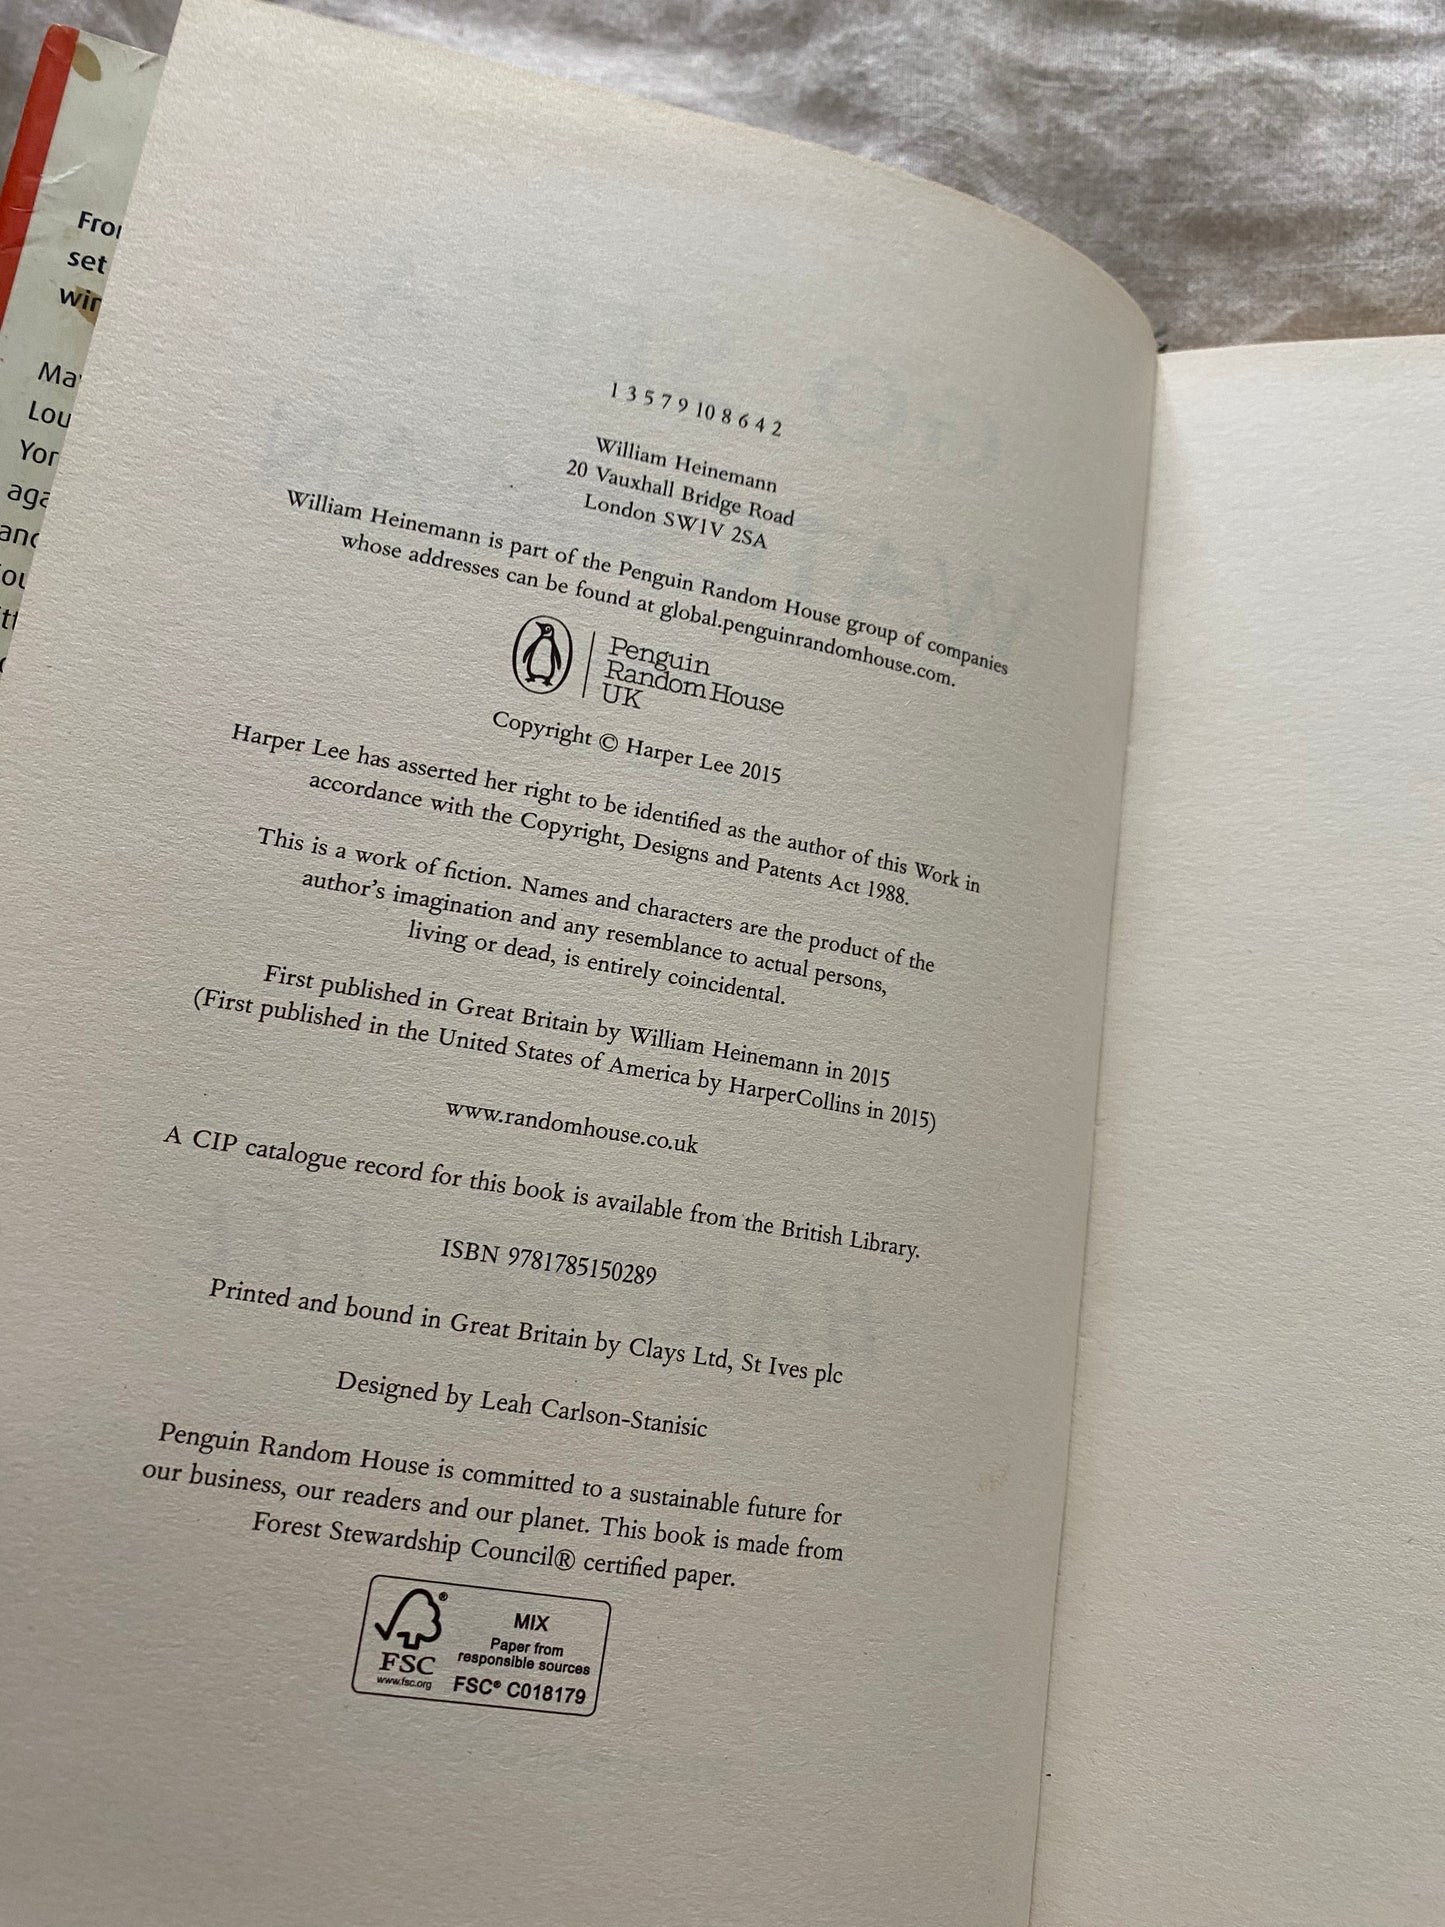 Fro
set
win
Ma
Lou
Yor
aga
and
1 3 5 7 9 10 8 6 4 2
William Heinemann
20 Vauxhall Bridge Road
London SW1V 2SA
William Heinemann is part of the Penguin Random House group of companies
whose addresses can be found at global.penguinrandomhouse.com.
Penguin
Random House
UK
Copyright © Harper Lee 2015
Harper Lee has asserted her right to be identified as the author of this Work in
accordance with the Copyright, Designs and Patents Act 1988.
This is a work of fiction. Names and characters are the product of the
author's imagination and any resemblance to actual persons,
living or dead, is entirely coincidental.
First published in Great Britain by William Heinemann in 2015
(First published in the United States of America by HarperCollins in 2015)
www.randomhouse.co.uk
A CIP catalogue record for this book is available from the British Library.
ISBN 9781785150289
Printed and bound in Great Britain by Clays Ltd, St Ives plc
Designed by Leah Carlson-Stanisic
Penguin Random House is committed to a sustainable future for
our business, our readers and our planet. This book is made from
Forest Stewardship Council® certified paper.
FSC®
www.fsc.org
MIX
Paper from
responsible sources
FSC® C018179